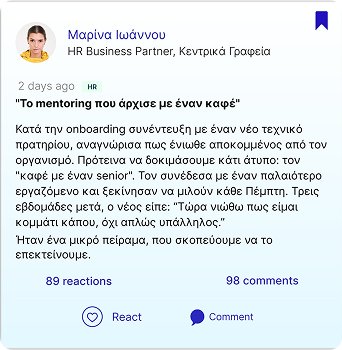 Μαρίνα Ιωάννου
HR Business Partner, Κεντρικά Γραφεία
2 days ago HR
"Το mentoring που άρχισε με έναν καφέ"
Κατά την onboarding συνέντευξη με έναν νέο τεχνικό
πρατηρίου, αναγνώρισα πως ένιωθε αποκομμένος από τον
οργανισμό. Πρότεινα να δοκιμάσουμε κάτι άτυπο: τον
"καφέ με έναν senior". Τον συνέδεσα με έναν παλαιότερο
εργαζόμενο και ξεκίνησαν να μιλούν κάθε Πέμπτη. Τρεις
εβδομάδες μετά, ο νέος είπε: "Τώρα νιώθω πως είμαι
κομμάτι κάπου, όχι απλώς υπάλληλος.”
Ήταν ένα μικρό πείραμα, που σκοπεύουμε να το
επεκτείνουμε.
89 reactions 98 comments
React Comment